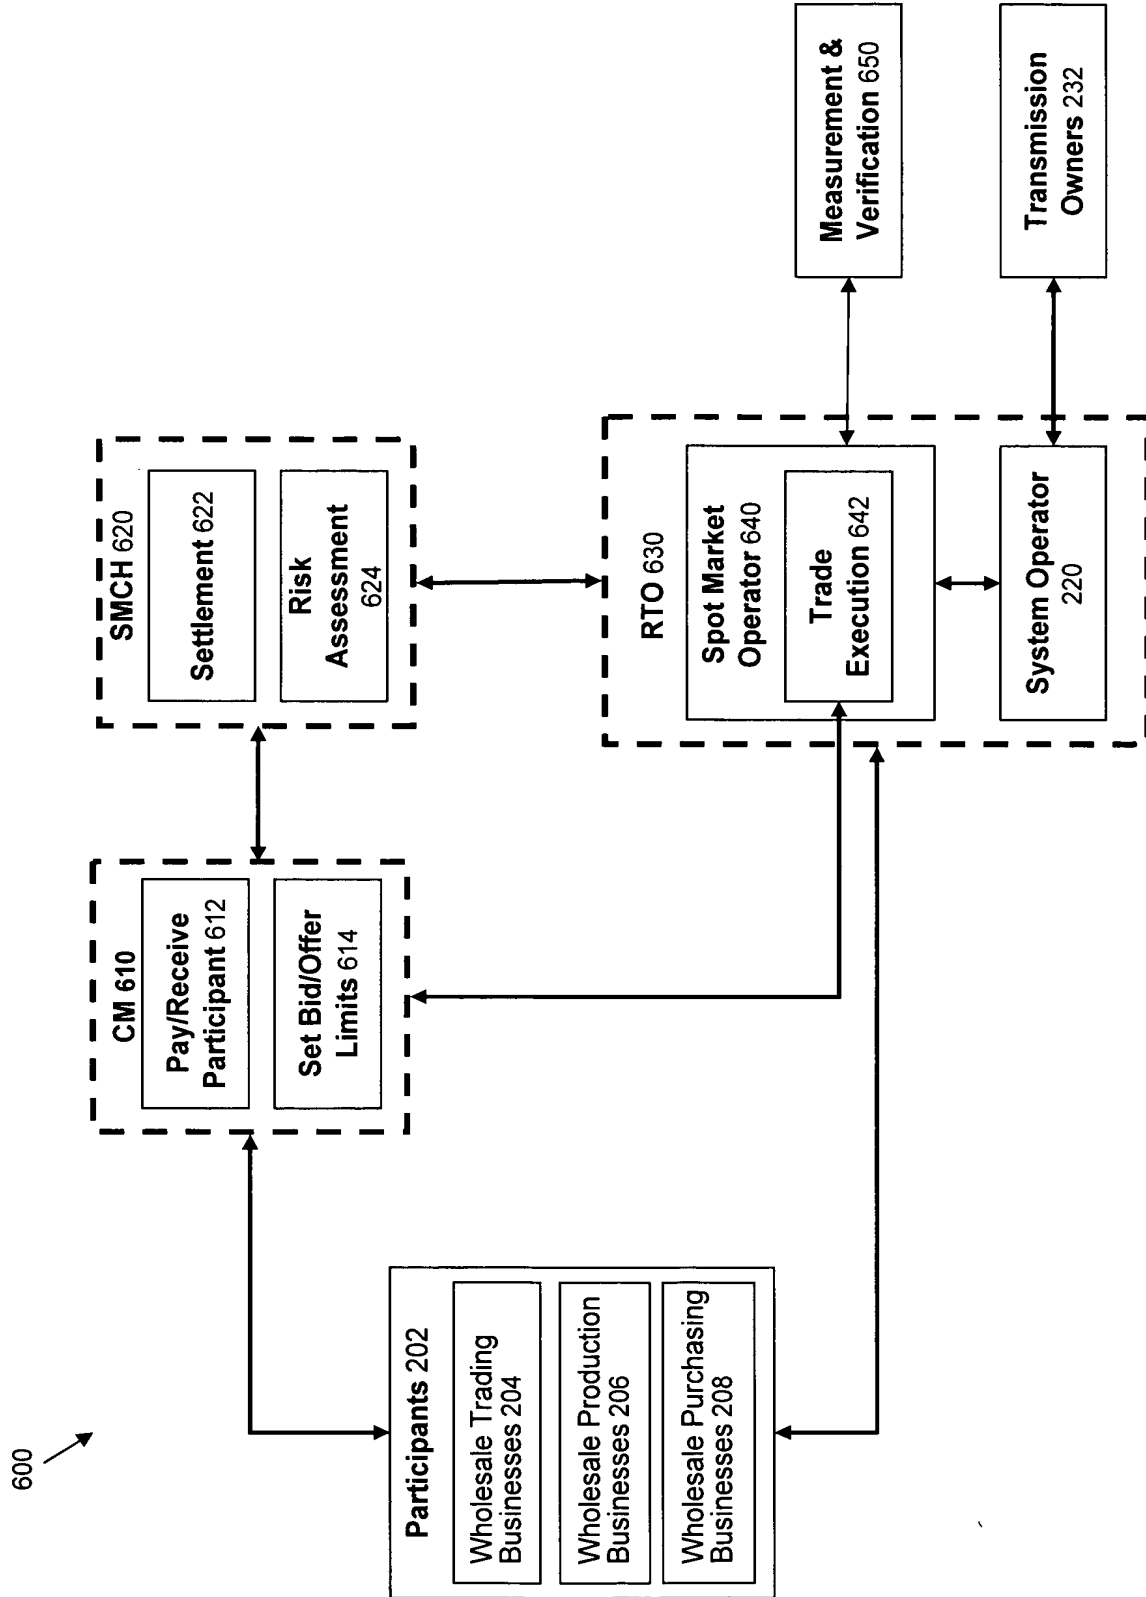 600
Participants 202
Wholesale Trading
Businesses 204
Wholesale Production
Businesses 206
Wholesale Purchasing
Businesses 208
CM 610
Pay/Receive
Participant 612
Set Bid/Offer
Limits 614
SMCH 620
Settlement 622
Risk
Assessment
624
RTO 630
Spot Market
Operator 640
Trade
Execution 642
System Operator
220
Measurement &
Verification 650
Transmission
Owners 232